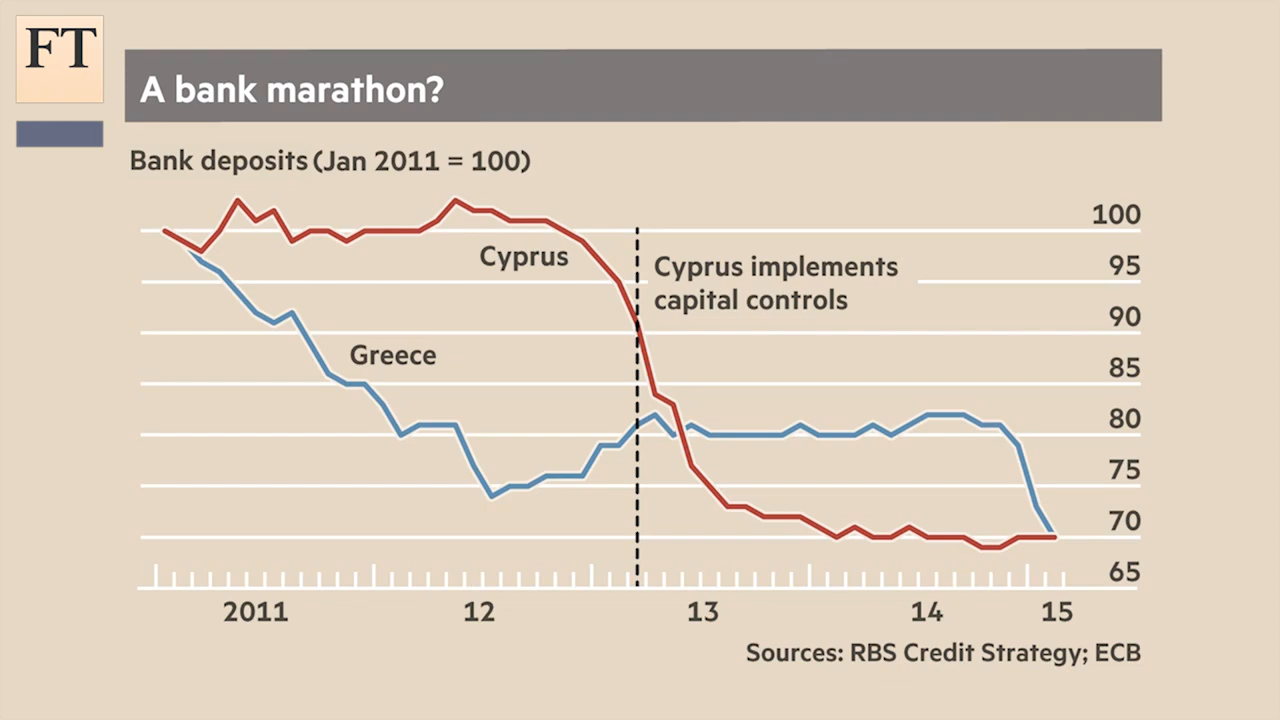 FT
A bank marathon?
Bank deposits (Jan 2011 = 100)
100
Cyprus
Cyprus implements
capital controls
95
90
Greece
85
80
75
70
65
2011 12 13 14 15
Sources: RBS Credit Strategy; ECB